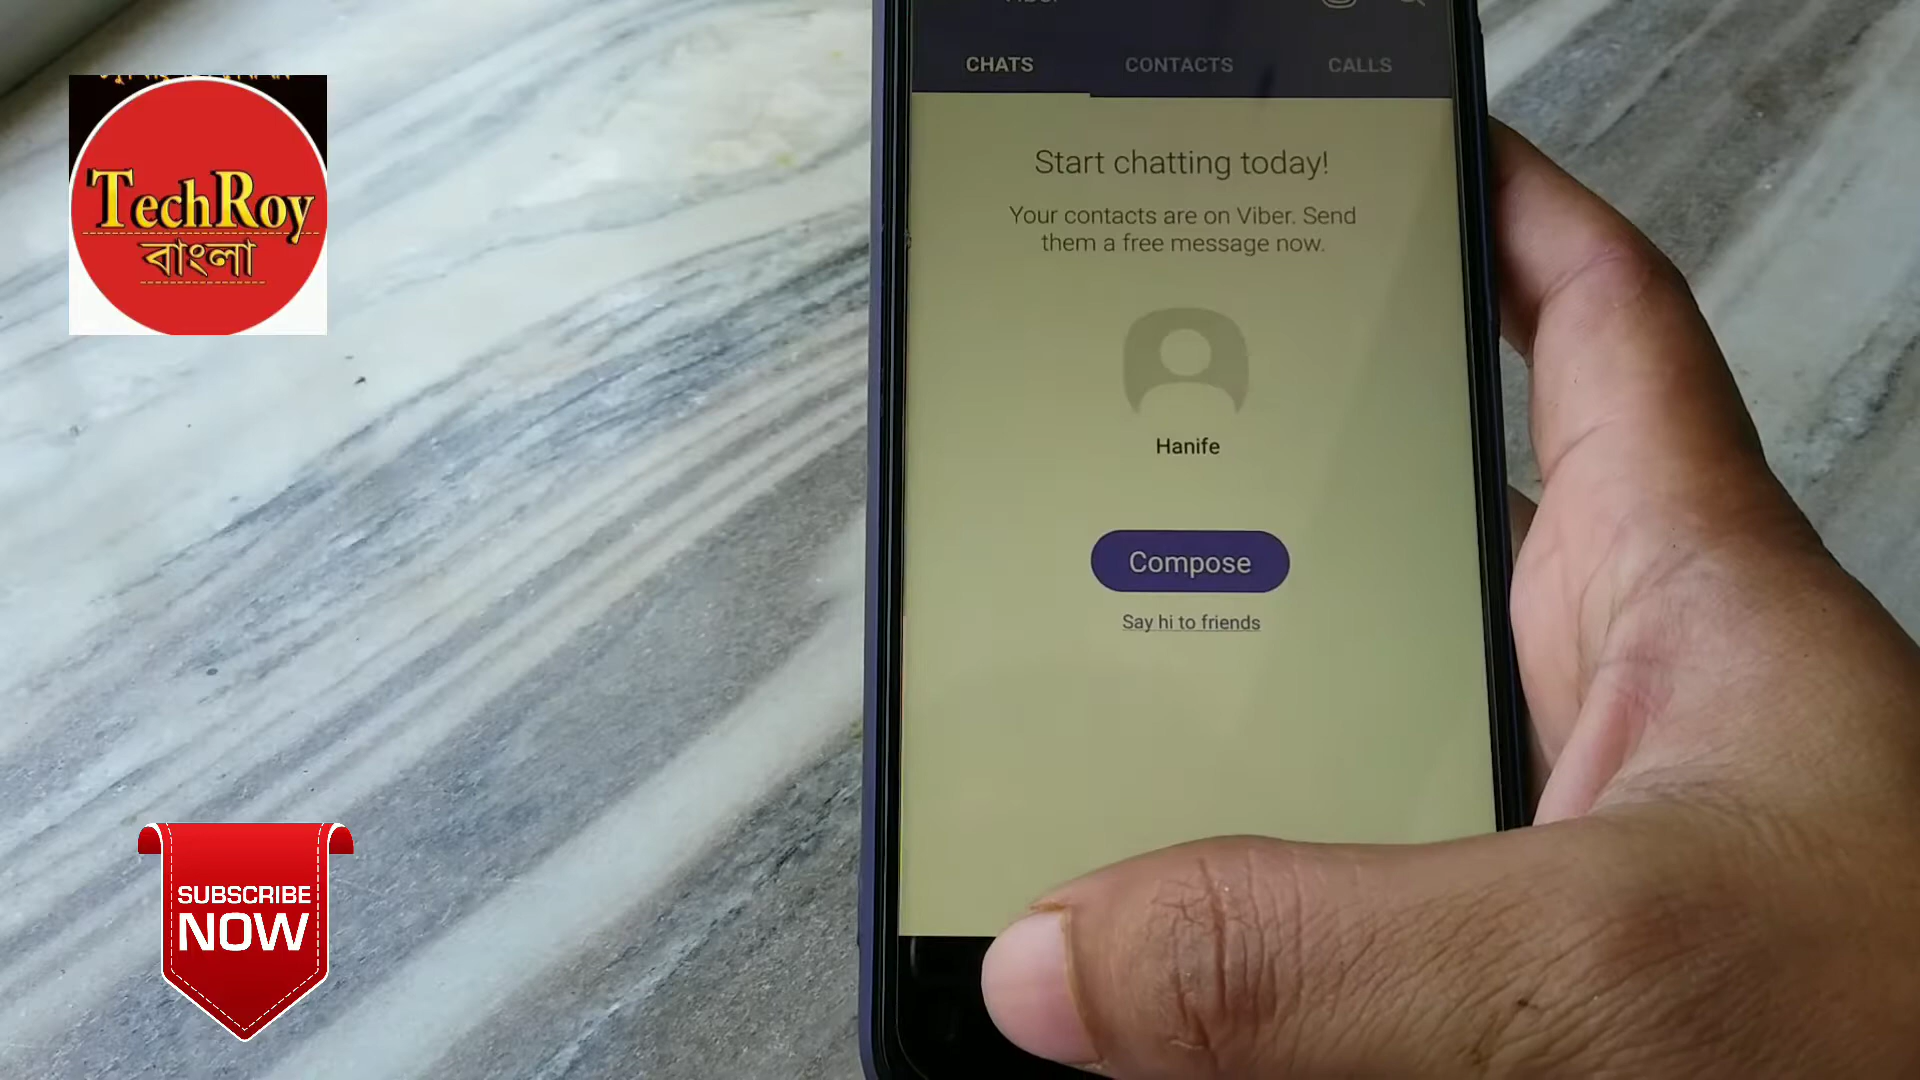 Viber
CHATS CONTACTS CALLS
TechRoy
বাংলা
Start chatting today!
Your contacts are on Viber. Send
them a free message now.
Hanife
Compose
Say hi to friends
SUBSCRIBE
NOW